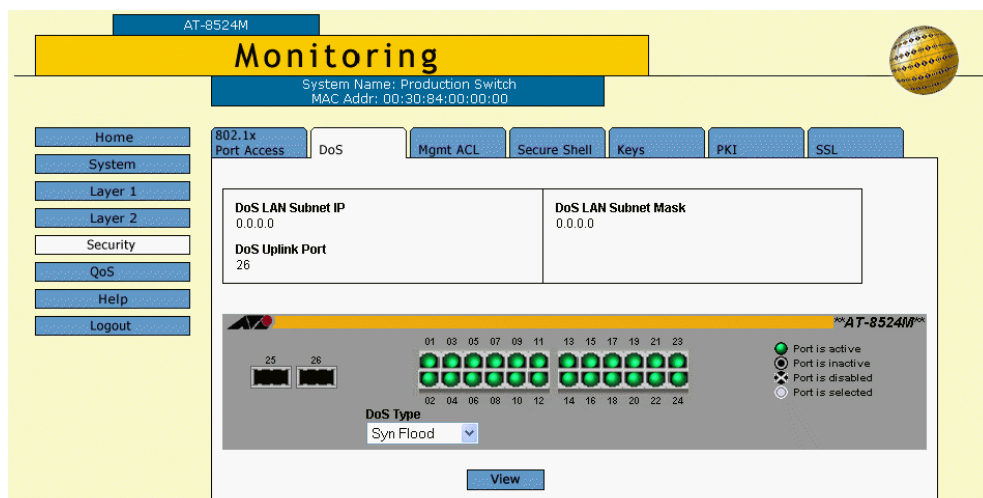 AT-8524M
Monitoring
System Name: Production Switch
MAC Addr: 00:30:84:00:00:00
Home
System
Layer 1
Layer 2
Security
QoS
Help
Logout
802.1x
Port Access
DoS
Mgmt ACL
Secure Shell
Keys
PKI
SSL
DoS LAN Subnet IP
0.0.0.0
DoS Uplink Port
26
DoS LAN Subnet Mask
0.0.0.0
**AT-8524M**
25 26
01 03 05 07 09 11 13 15 17 19 21 23
02 04 06 08 10 12 14 16 18 20 22 24
Port is active
Port is inactive
Port is disabled
Port is selected
DoS Type
Syn Flood
View